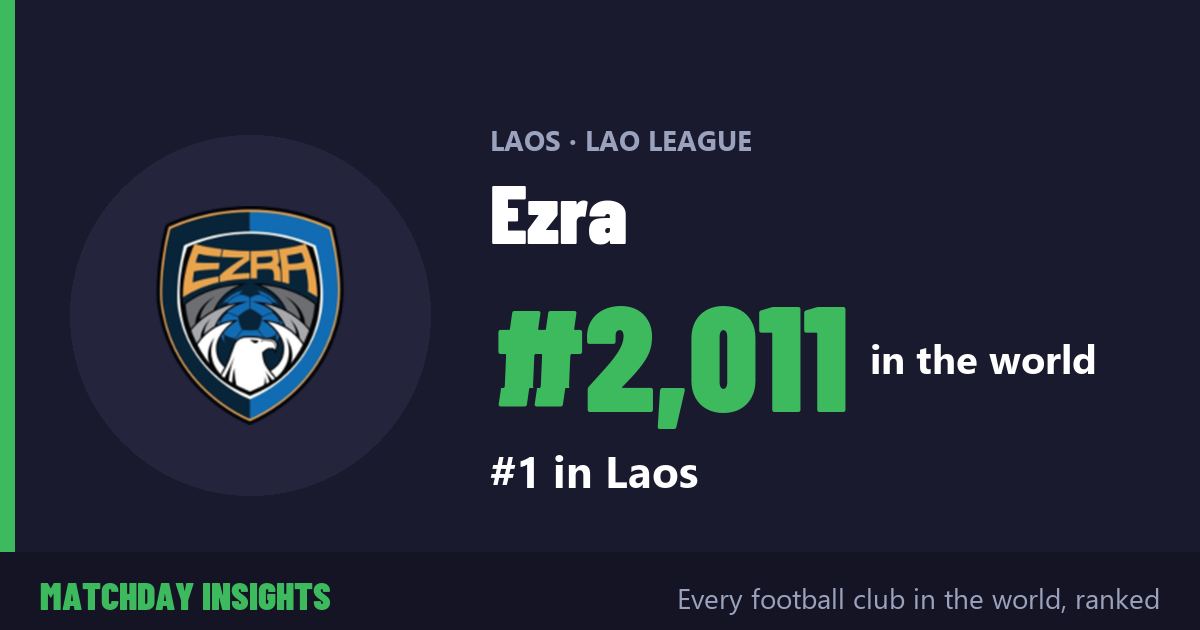 LAOS · LAO LEAGUE
Ezra
EZRA
#2,011 in the world
#1 in Laos
MATCHDAY INSIGHTS
Every football club in the world, ranked